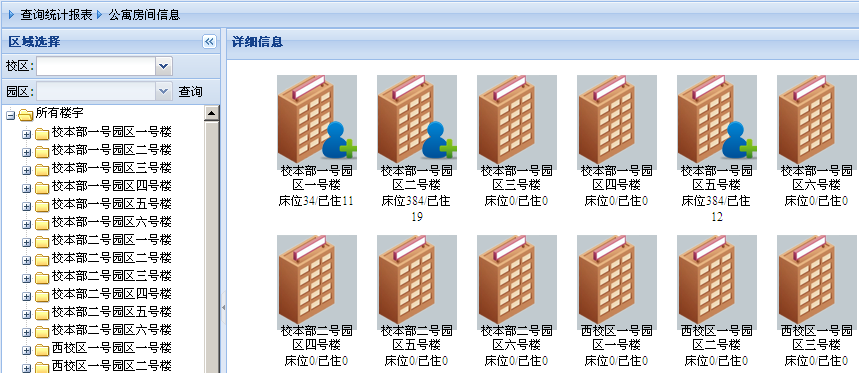 查询统计报表 公寓房间信息
区域选择
校区:
园区: 查询
所有楼宇
校本部一号园区一号楼
校本部一号园区二号楼
校本部一号园区三号楼
校本部一号园区四号楼
校本部一号园区五号楼
校本部一号园区六号楼
校本部二号园区一号楼
校本部二号园区二号楼
校本部二号园区三号楼
校本部二号园区四号楼
校本部二号园区五号楼
校本部二号园区六号楼
西校区一号园区一号楼
西校区一号园区二号楼
详细信息
校本部一号园
区一号楼
床位34/已住11
校本部一号园
区二号楼
床位384/已住
19
校本部一号园
区三号楼
床位0/已住0
校本部一号园
区四号楼
床位0/已住0
校本部一号园
区五号楼
床位384/已住
12
校本部一号园
区六号楼
床位0/已住0
校本部二号园
区四号楼
床位0/已住0
校本部二号园
区五号楼
床位0/已住0
校本部二号园
区六号楼
床位0/已住0
西校区一号园
区一号楼
床位0/已住0
西校区一号园
区二号楼
床位0/已住0
西校区一号园
区三号楼
床位0/已住0